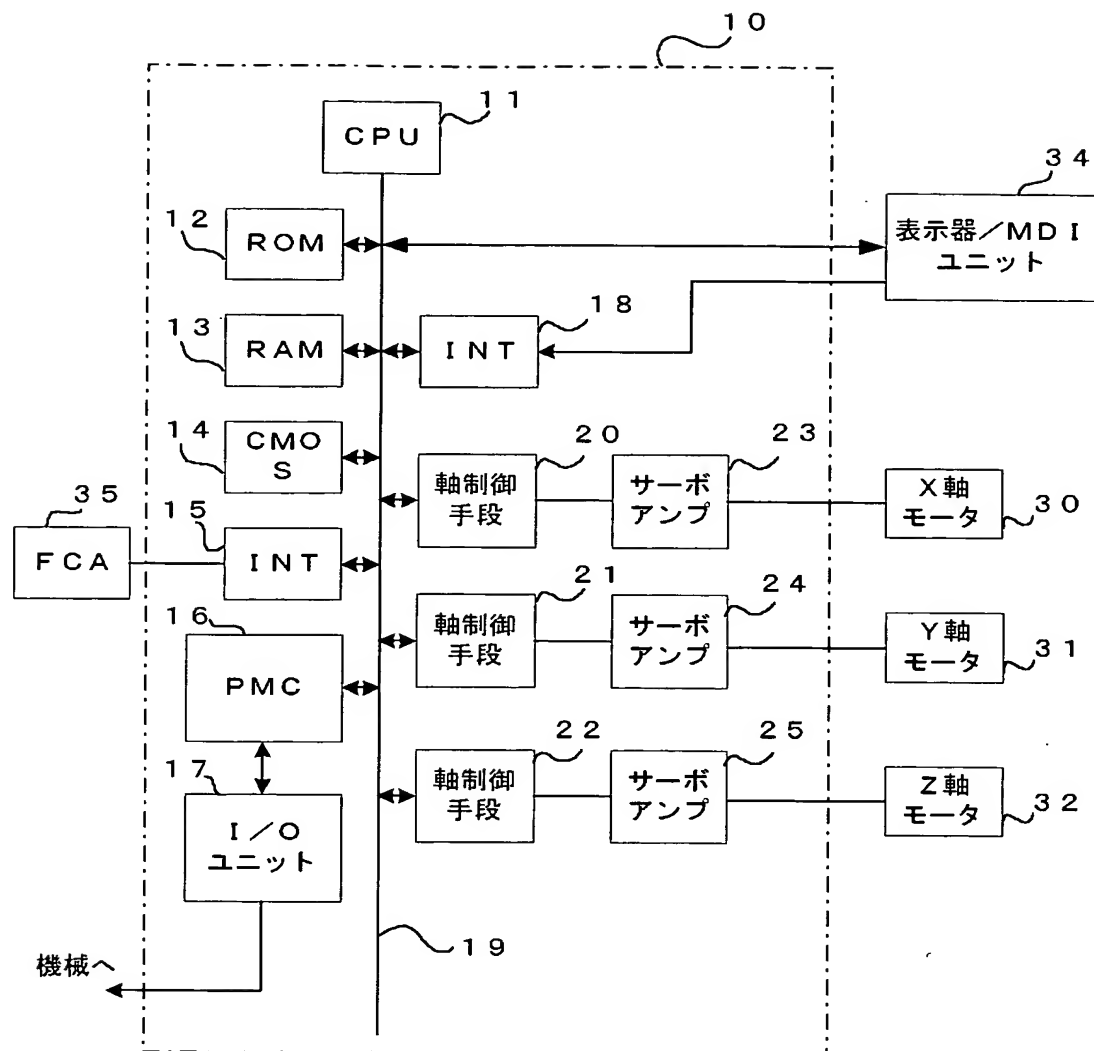 10
11
CPU
34
12
ROM
表示器/MDI
ユニット
13
RAM
18
INT
14
CMO
S
20
軸制御
手段
23
サーボ
アンプ
X軸
モータ
30
35
FCA
15
INT
21
軸制御
手段
24
サーボ
アンプ
Y軸
モータ
31
16
PMC
22
軸制御
手段
25
サーボ
アンプ
Z軸
モータ
32
17
I/O
ユニット
19
機械へ